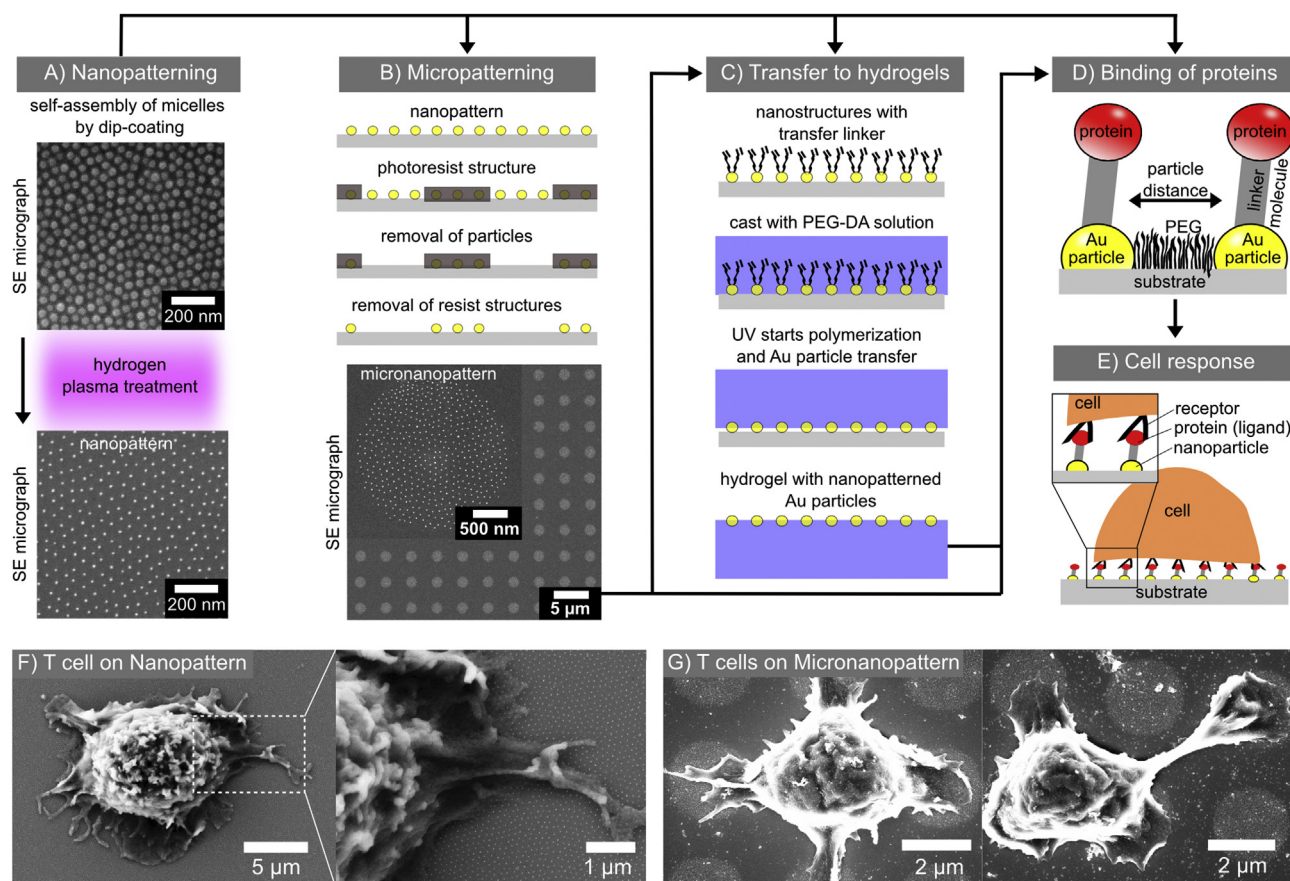 A) Nanopatterning
self-assembly of micelles
by dip-coating
SE micrograph
200 nm
hydrogen
plasma treatment
SE micrograph
nanopattern
200 nm
B) Micropatterning
nanopattern
photoresist structure
removal of particles
removal of resist structures
SE micrograph
micronanopattern
500 nm
5 µm
C) Transfer to hydrogels
nanostructures with
transfer linker
cast with PEG-DA solution
UV starts polymerization
and Au particle transfer
hydrogel with nanopatterned
Au particles
D) Binding of proteins
protein
protein
particle
distance
linker
molecule
PEG
Au
particle
Au
particle
substrate
E) Cell response
cell
receptor
protein (ligand)
nanoparticle
cell
substrate
F) T cell on Nanopattern
5 µm
1 µm
G) T cells on Micronanopattern
2 µm
2 µm